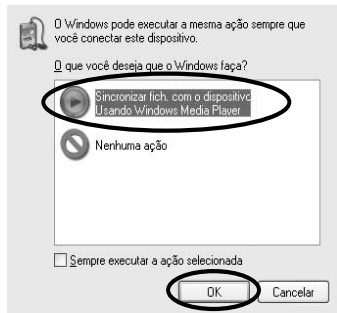 O Windows pode executar a mesma ação sempre que
você conectar este dispositivo.
O que você deseja que o Windows faça?
Sincronizar fich. com o dispositivo
Usando Windows Media Player
Nenhuma ação
Sempre executar a ação selecionada
OK
Cancelar